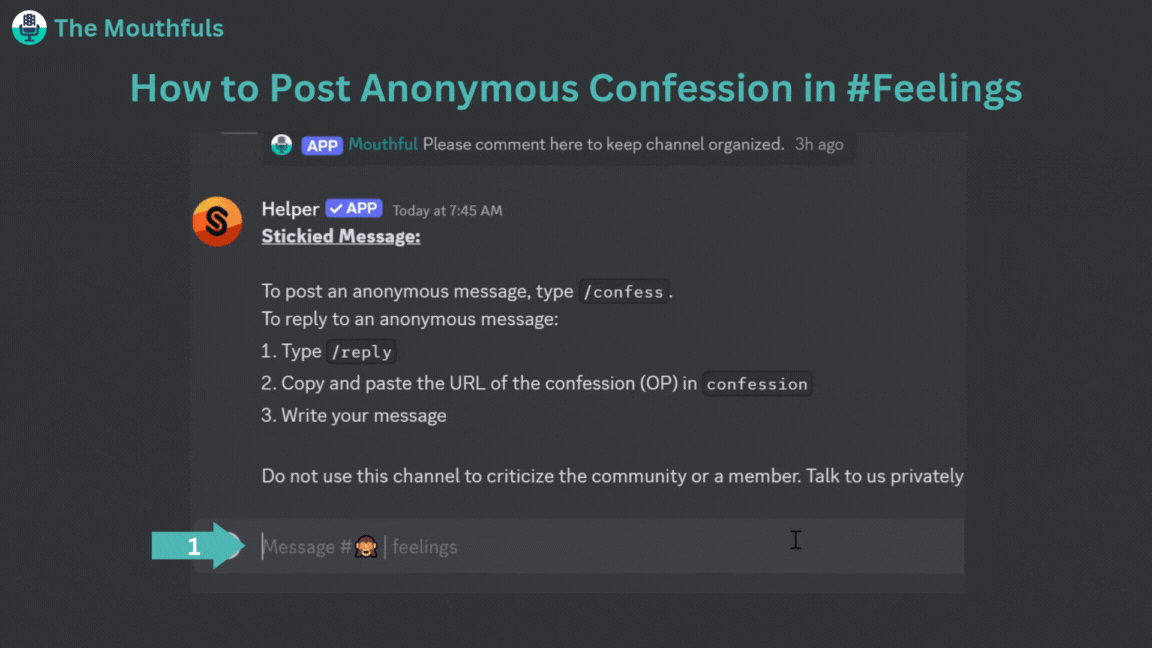 The Mouthfuls
How to Post Anonymous Confession in #Feelings
APP Mouthful Please comment here to keep channel organized. 3h ago
Helper ✓ APP Today at 7:45 AM
Stickied Message:
To post an anonymous message, type /confess.
To reply to an anonymous message:
1. Type /reply
2. Copy and paste the URL of the confession (OP) in confession
3. Write your message
Do not use this channel to criticize the community or a member. Talk to us privately
1 Message #🙊 | feelings